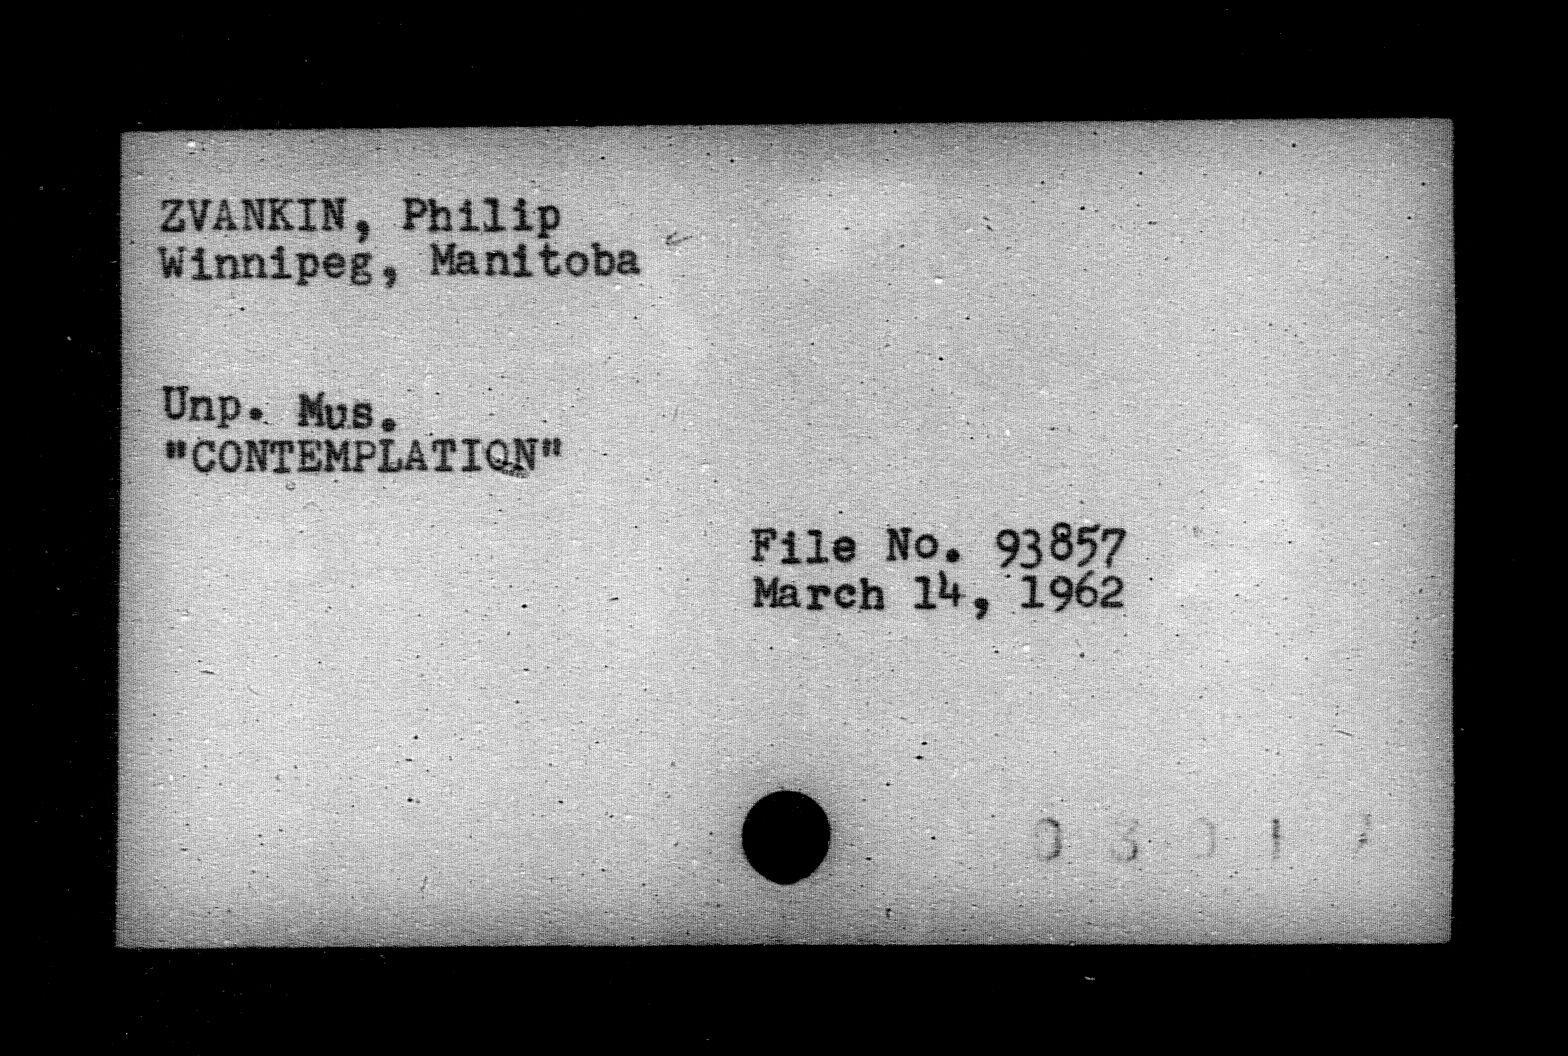 ZVANKIN, Philip
Winnipeg, Manitoba
Unp. Mus.
"CONTEMPLATION"
File No. 93857
March 14, 1962